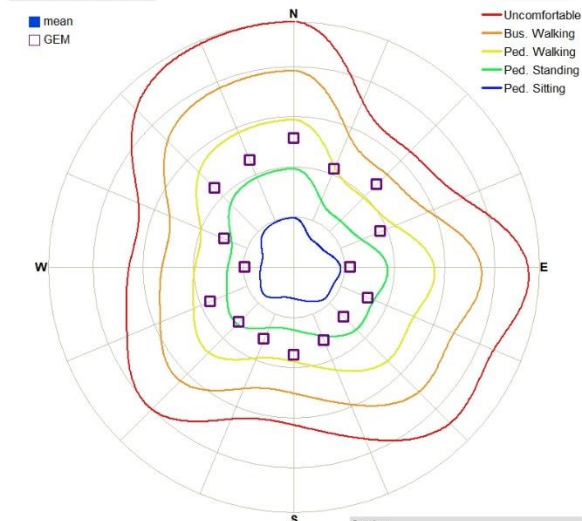 mean
GEM
N
Uncomfortable
Bus. Walking
Ped. Walking
Ped. Standing
Ped. Sitting
W
E
S